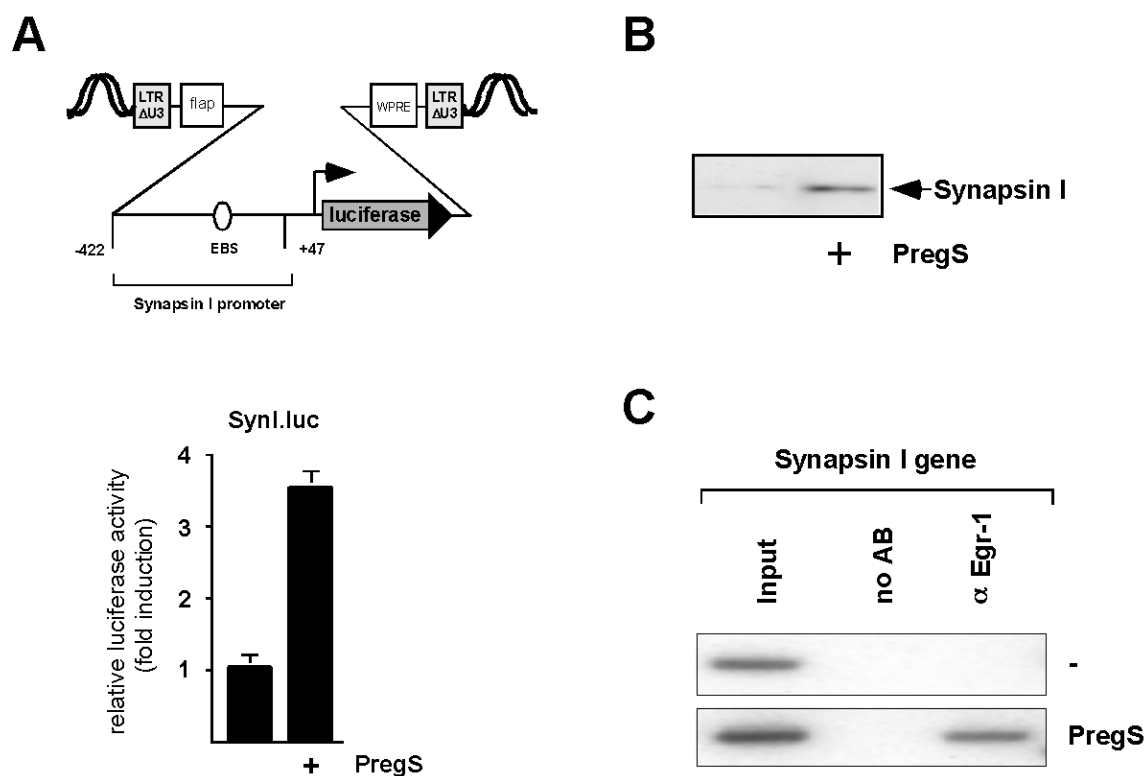 A
LTR
ΔU3
flap
WPRE
LTR
ΔU3
luciferase
-422
EBS
+47
Synapsin I promoter
SynI.luc
relative luciferase activity
(fold induction)
4
3
2
1
+ PregS
B
Synapsin I
+ PregS
C
Synapsin I gene
Input
no AB
α Egr-1
-
PregS